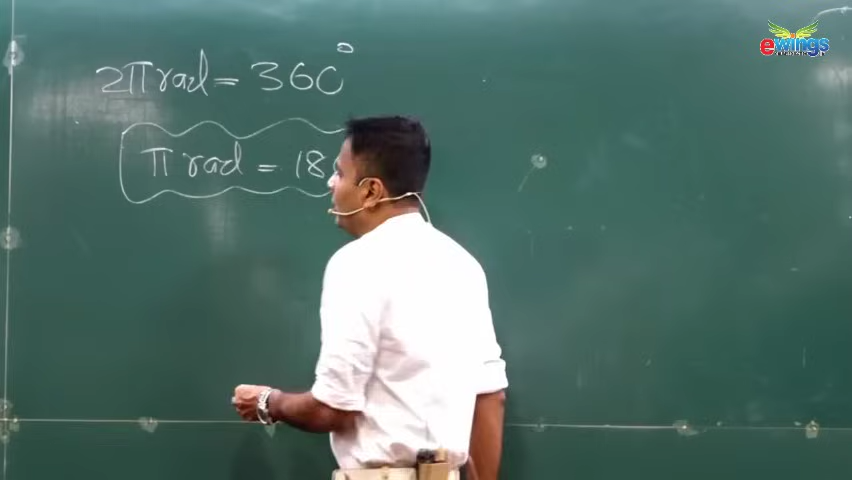 ewings
2π rad = 360°
π rad = 18